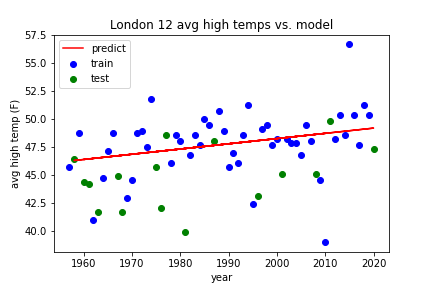 London 12 avg high temps vs. model
predict
train
test
57.5
55.0
52.5
50.0
47.5
45.0
42.5
40.0
avg high temp (F)
1960
1970
1980
1990
2000
2010
2020
year